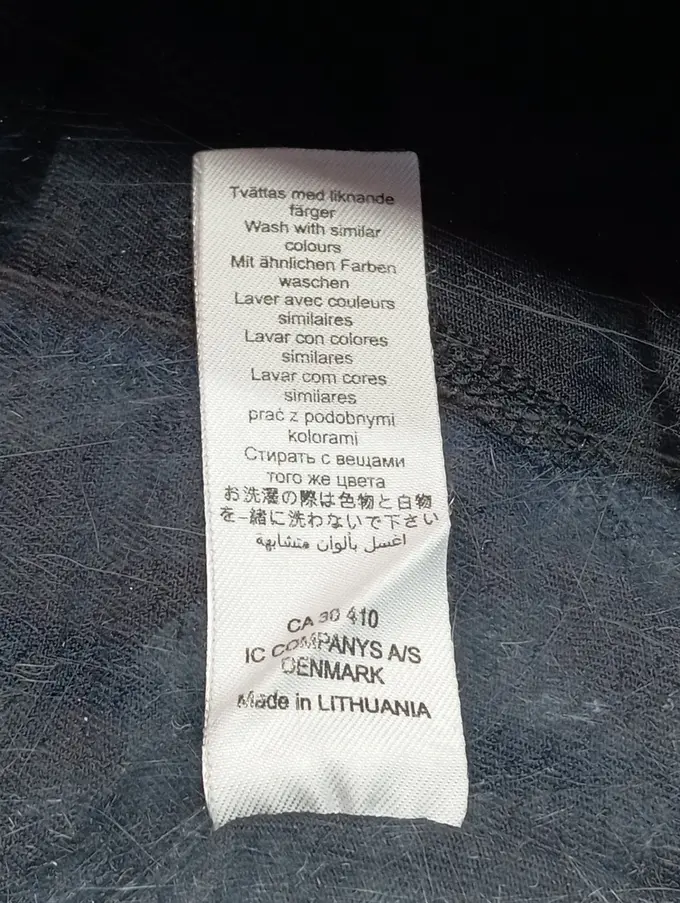 Tvättas med liknande
färger
Wash with similar
colours
Mit ähnlichen Farben
waschen
Laver avec couleurs
similaires
Lavar con colores
similares
Lavar com cores
similares
prać z podobnymi
kolorami
Стирать с вещами
того же цвета
お洗濯の際は色物と白物
を一緒に洗わないで下さい
اغسل بألوان متشابهة
CA 30 410
IC COMPANYS A/S
DENMARK
Made in LITHUANIA